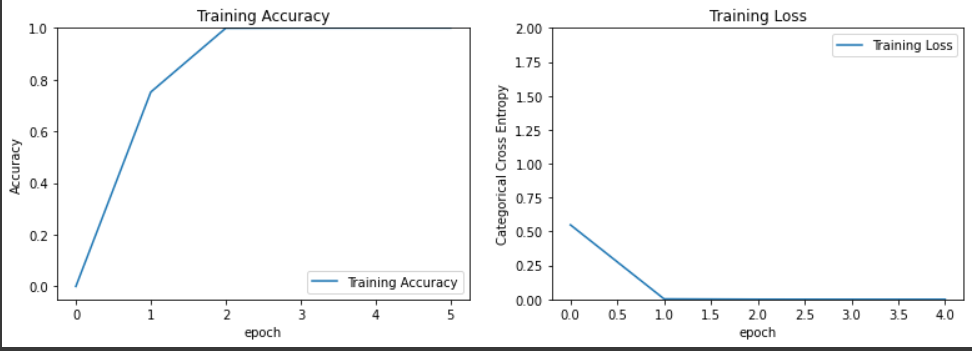 Training Accuracy
1.0
0.8
0.6
0.4
0.2
0.0
Accuracy
Training Accuracy
0 1 2 3 4 5
epoch
Training Loss
2.00
1.75
1.50
1.25
1.00
0.75
0.50
0.25
0.00
Categorical Cross Entropy
Training Loss
0.0 0.5 1.0 1.5 2.0 2.5 3.0 3.5 4.0
epoch